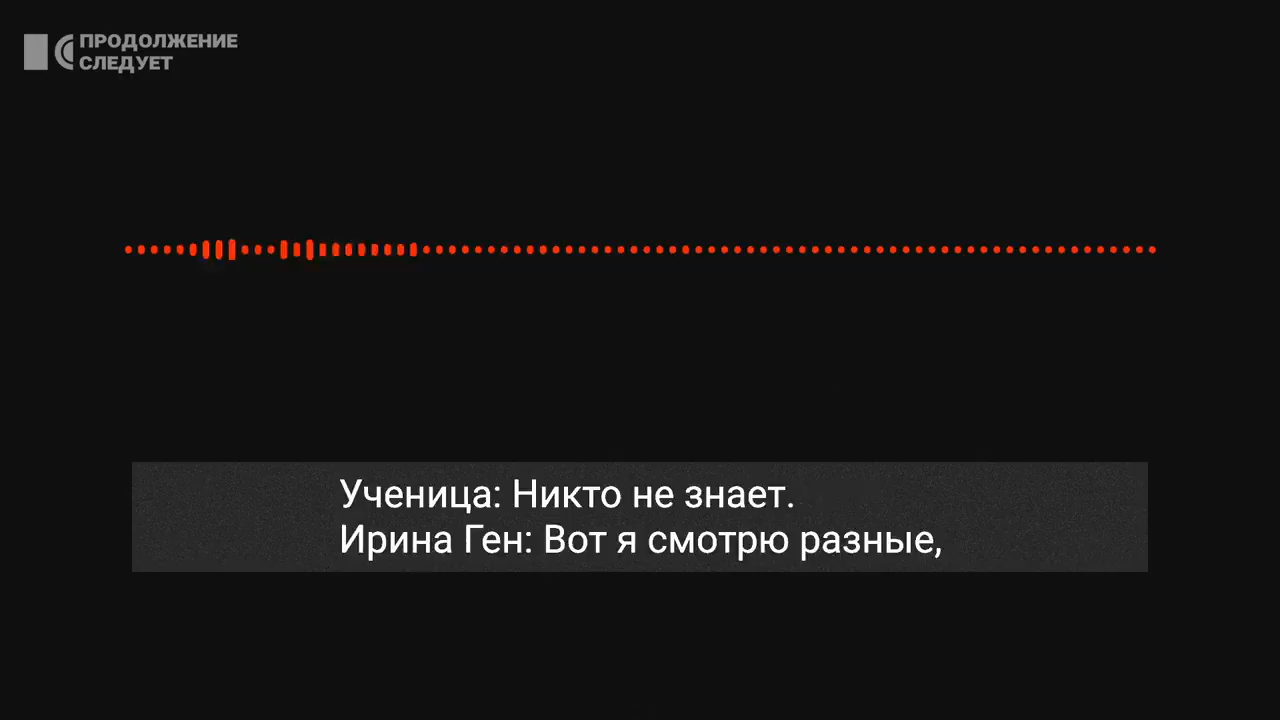 ПРОДОЛЖЕНИЕ
СЛЕДУЕТ
Ученица: Никто не знает.
Ирина Ген: Вот я смотрю разные,